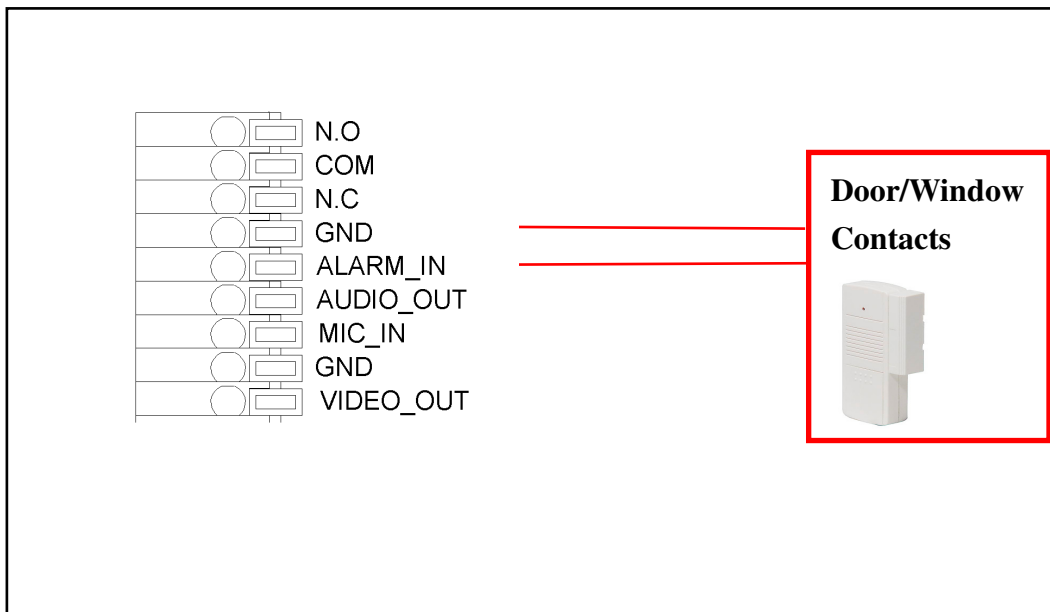 N.O
COM
N.C
GND
ALARM_IN
AUDIO_OUT
MIC_IN
GND
VIDEO_OUT
Door/Window
Contacts